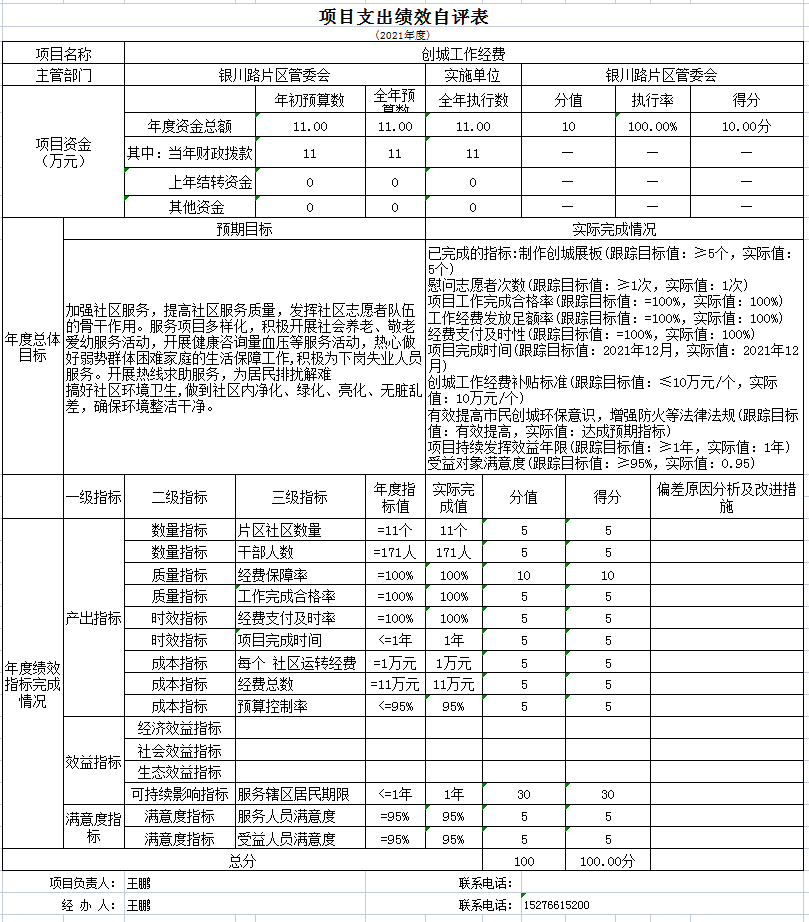 项目支出绩效自评表
（2021年度）
项目名称 创城工作经费
主管部门 银川路片区管委会 实施单位 银川路片区管委会
项目资金（万元） 年初预算数 全年预算数 全年执行数 分值 执行率 得分
年度资金总额 11.00 11.00 11.00 10 100.00% 10.00分
其中：当年财政拨款 11 11 11 — — —
上年结转资金 0 0 0 — — —
其他资金 0 0 0 — — —
年度总体目标 预期目标 实际完成情况
加强社区服务，提高社区服务质量，发挥社区志愿者队伍
的骨干作用。服务项目多样化，积极开展社会养老、敬老
爱幼服务活动，开展健康咨询量血压等服务活动，热心做
好弱势群体困难家庭的生活保障工作,积极为下岗失业人员
服务。开展热线求助服务，为居民排扰解难
搞好社区环境卫生,做到社区内净化、绿化、亮化、无脏乱
差，确保环境整洁干净。
已完成的指标:制作创城展板(跟踪目标值：≥5个，实际值：
5个)
慰问志愿者次数(跟踪目标值：≥1次，实际值：1次)
项目工作完成合格率(跟踪目标值：=100%，实际值：100%)
工作经费发放足额率(跟踪目标值：=100%，实际值：100%)
经费支付及时性(跟踪目标值：=100%，实际值：100%)
项目完成时间(跟踪目标值：2021年12月，实际值：2021年12
月)
创城工作经费补贴标准(跟踪目标值：≤10万元/个，实际
值：10万元/个)
有效提高市民创城环保意识，增强防火等法律法规(跟踪目标
值：有效提高，实际值：达成预期指标)
项目持续发挥效益年限(跟踪目标值：≥1年，实际值：1年)
受益对象满意度(跟踪目标值：≥95%，实际值：0.95)
年度绩效指标完成情况 一级指标 二级指标 三级指标 年度指标值 实际完成值 分值 得分 偏差原因分析及改进措施
产出指标 数量指标 片区社区数量 =11个 11个 5 5
数量指标 干部人数 =171人 171人 5 5
质量指标 经费保障率 =100% 100% 10 10
质量指标 工作完成合格率 =100% 100% 5 5
时效指标 经费支付及时率 =100% 100% 5 5
时效指标 项目完成时间 <=1年 1年 5 5
成本指标 每个 社区运转经费 =1万元 1万元 5 5
成本指标 经费总数 =11万元 11万元 5 5
成本指标 预算控制率 <=95% 95% 5 5
效益指标 经济效益指标
社会效益指标
生态效益指标
可持续影响指标 服务辖区居民期限 <=1年 1年 30 30
满意度指标 满意度指标 服务人员满意度 =95% 95% 5 5
满意度指标 受益人员满意度 =95% 95% 5 5
总分 100 100.00分
项目负责人： 王鹏 联系电话：
经 办 人： 王鹏 联系电话： 15276615200